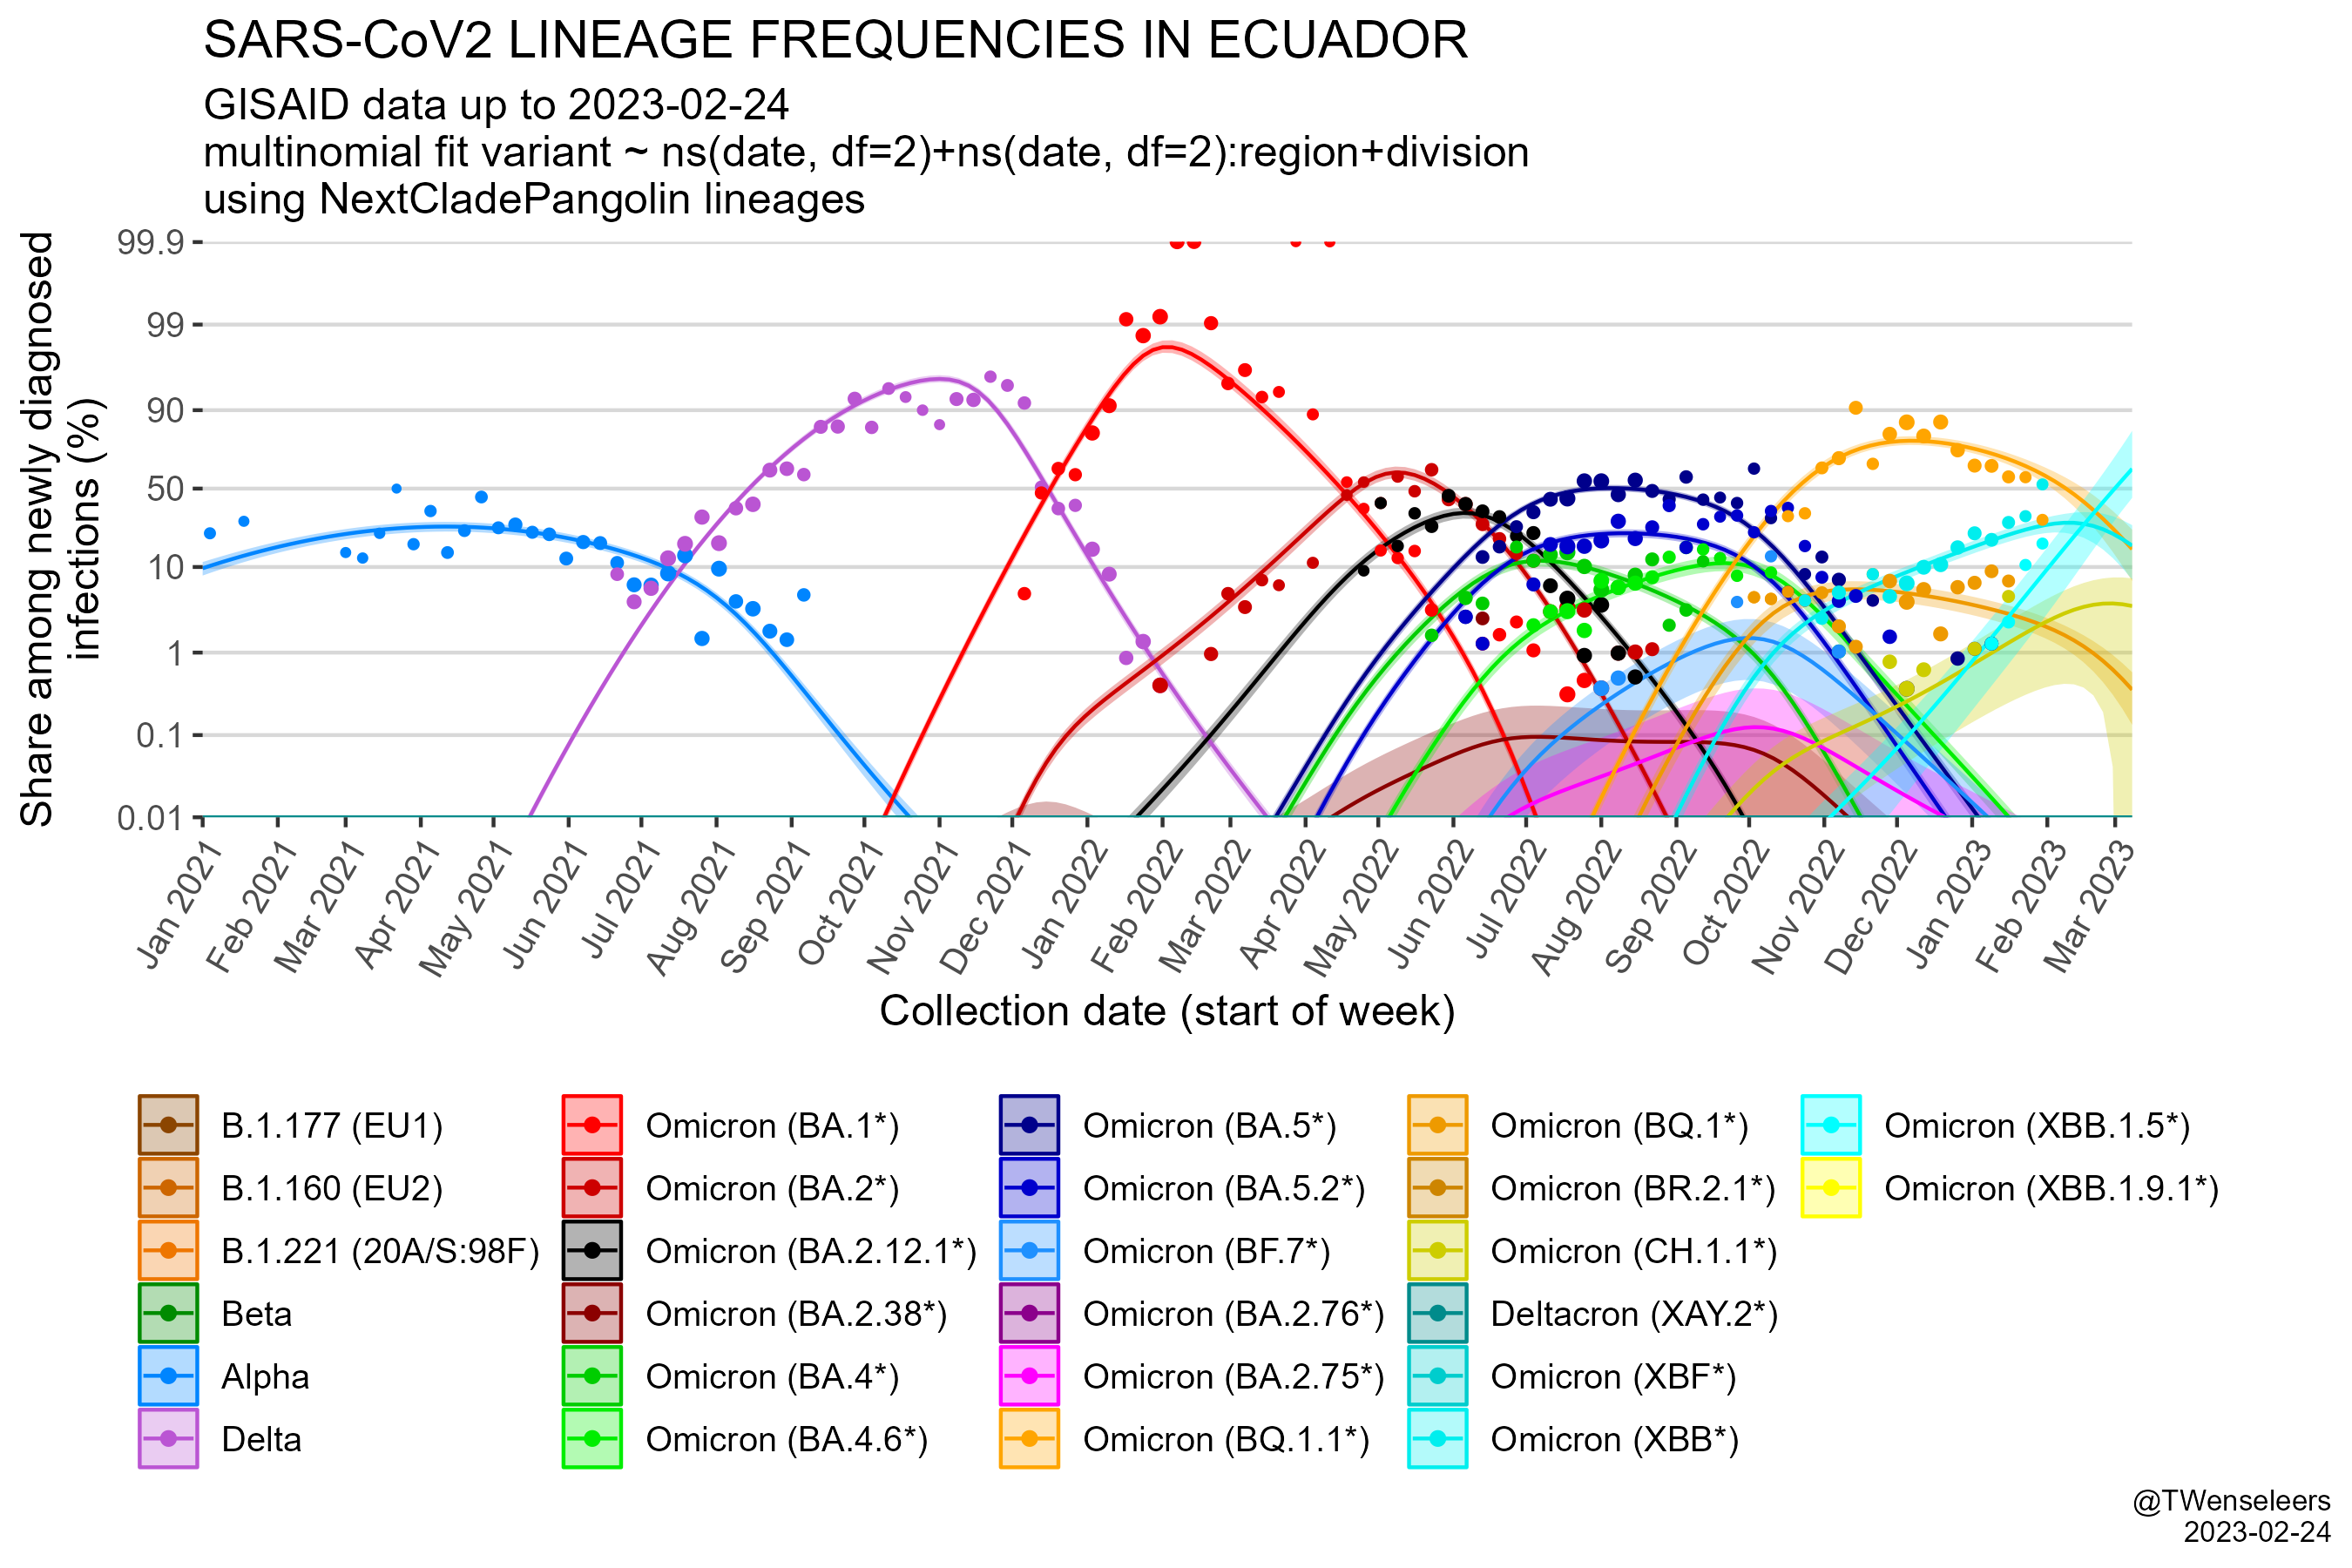 SARS-CoV2 LINEAGE FREQUENCIES IN ECUADOR
GISAID data up to 2023-02-24
multinomial fit variant ~ ns(date, df=2)+ns(date, df=2):region+division
using NextCladePangolin lineages
Share among newly diagnosed
infections (%)
99.9
99
90
50
10
1
0.1
0.01
Jan 2021
Feb 2021
Mar 2021
Apr 2021
May 2021
Jun 2021
Jul 2021
Aug 2021
Sep 2021
Oct 2021
Nov 2021
Dec 2021
Jan 2022
Feb 2022
Mar 2022
Apr 2022
May 2022
Jun 2022
Jul 2022
Aug 2022
Sep 2022
Oct 2022
Nov 2022
Dec 2022
Jan 2023
Feb 2023
Mar 2023
Collection date (start of week)
B.1.177 (EU1)
B.1.160 (EU2)
B.1.221 (20A/S:98F)
Beta
Alpha
Delta
Omicron (BA.1*)
Omicron (BA.2*)
Omicron (BA.2.12.1*)
Omicron (BA.2.38*)
Omicron (BA.4*)
Omicron (BA.4.6*)
Omicron (BA.5*)
Omicron (BA.5.2*)
Omicron (BF.7*)
Omicron (BA.2.76*)
Omicron (BA.2.75*)
Omicron (BQ.1.1*)
Omicron (BQ.1*)
Omicron (BR.2.1*)
Omicron (CH.1.1*)
Deltacron (XAY.2*)
Omicron (XBF*)
Omicron (XBB*)
Omicron (XBB.1.5*)
Omicron (XBB.1.9.1*)
@TWenseleers
2023-02-24